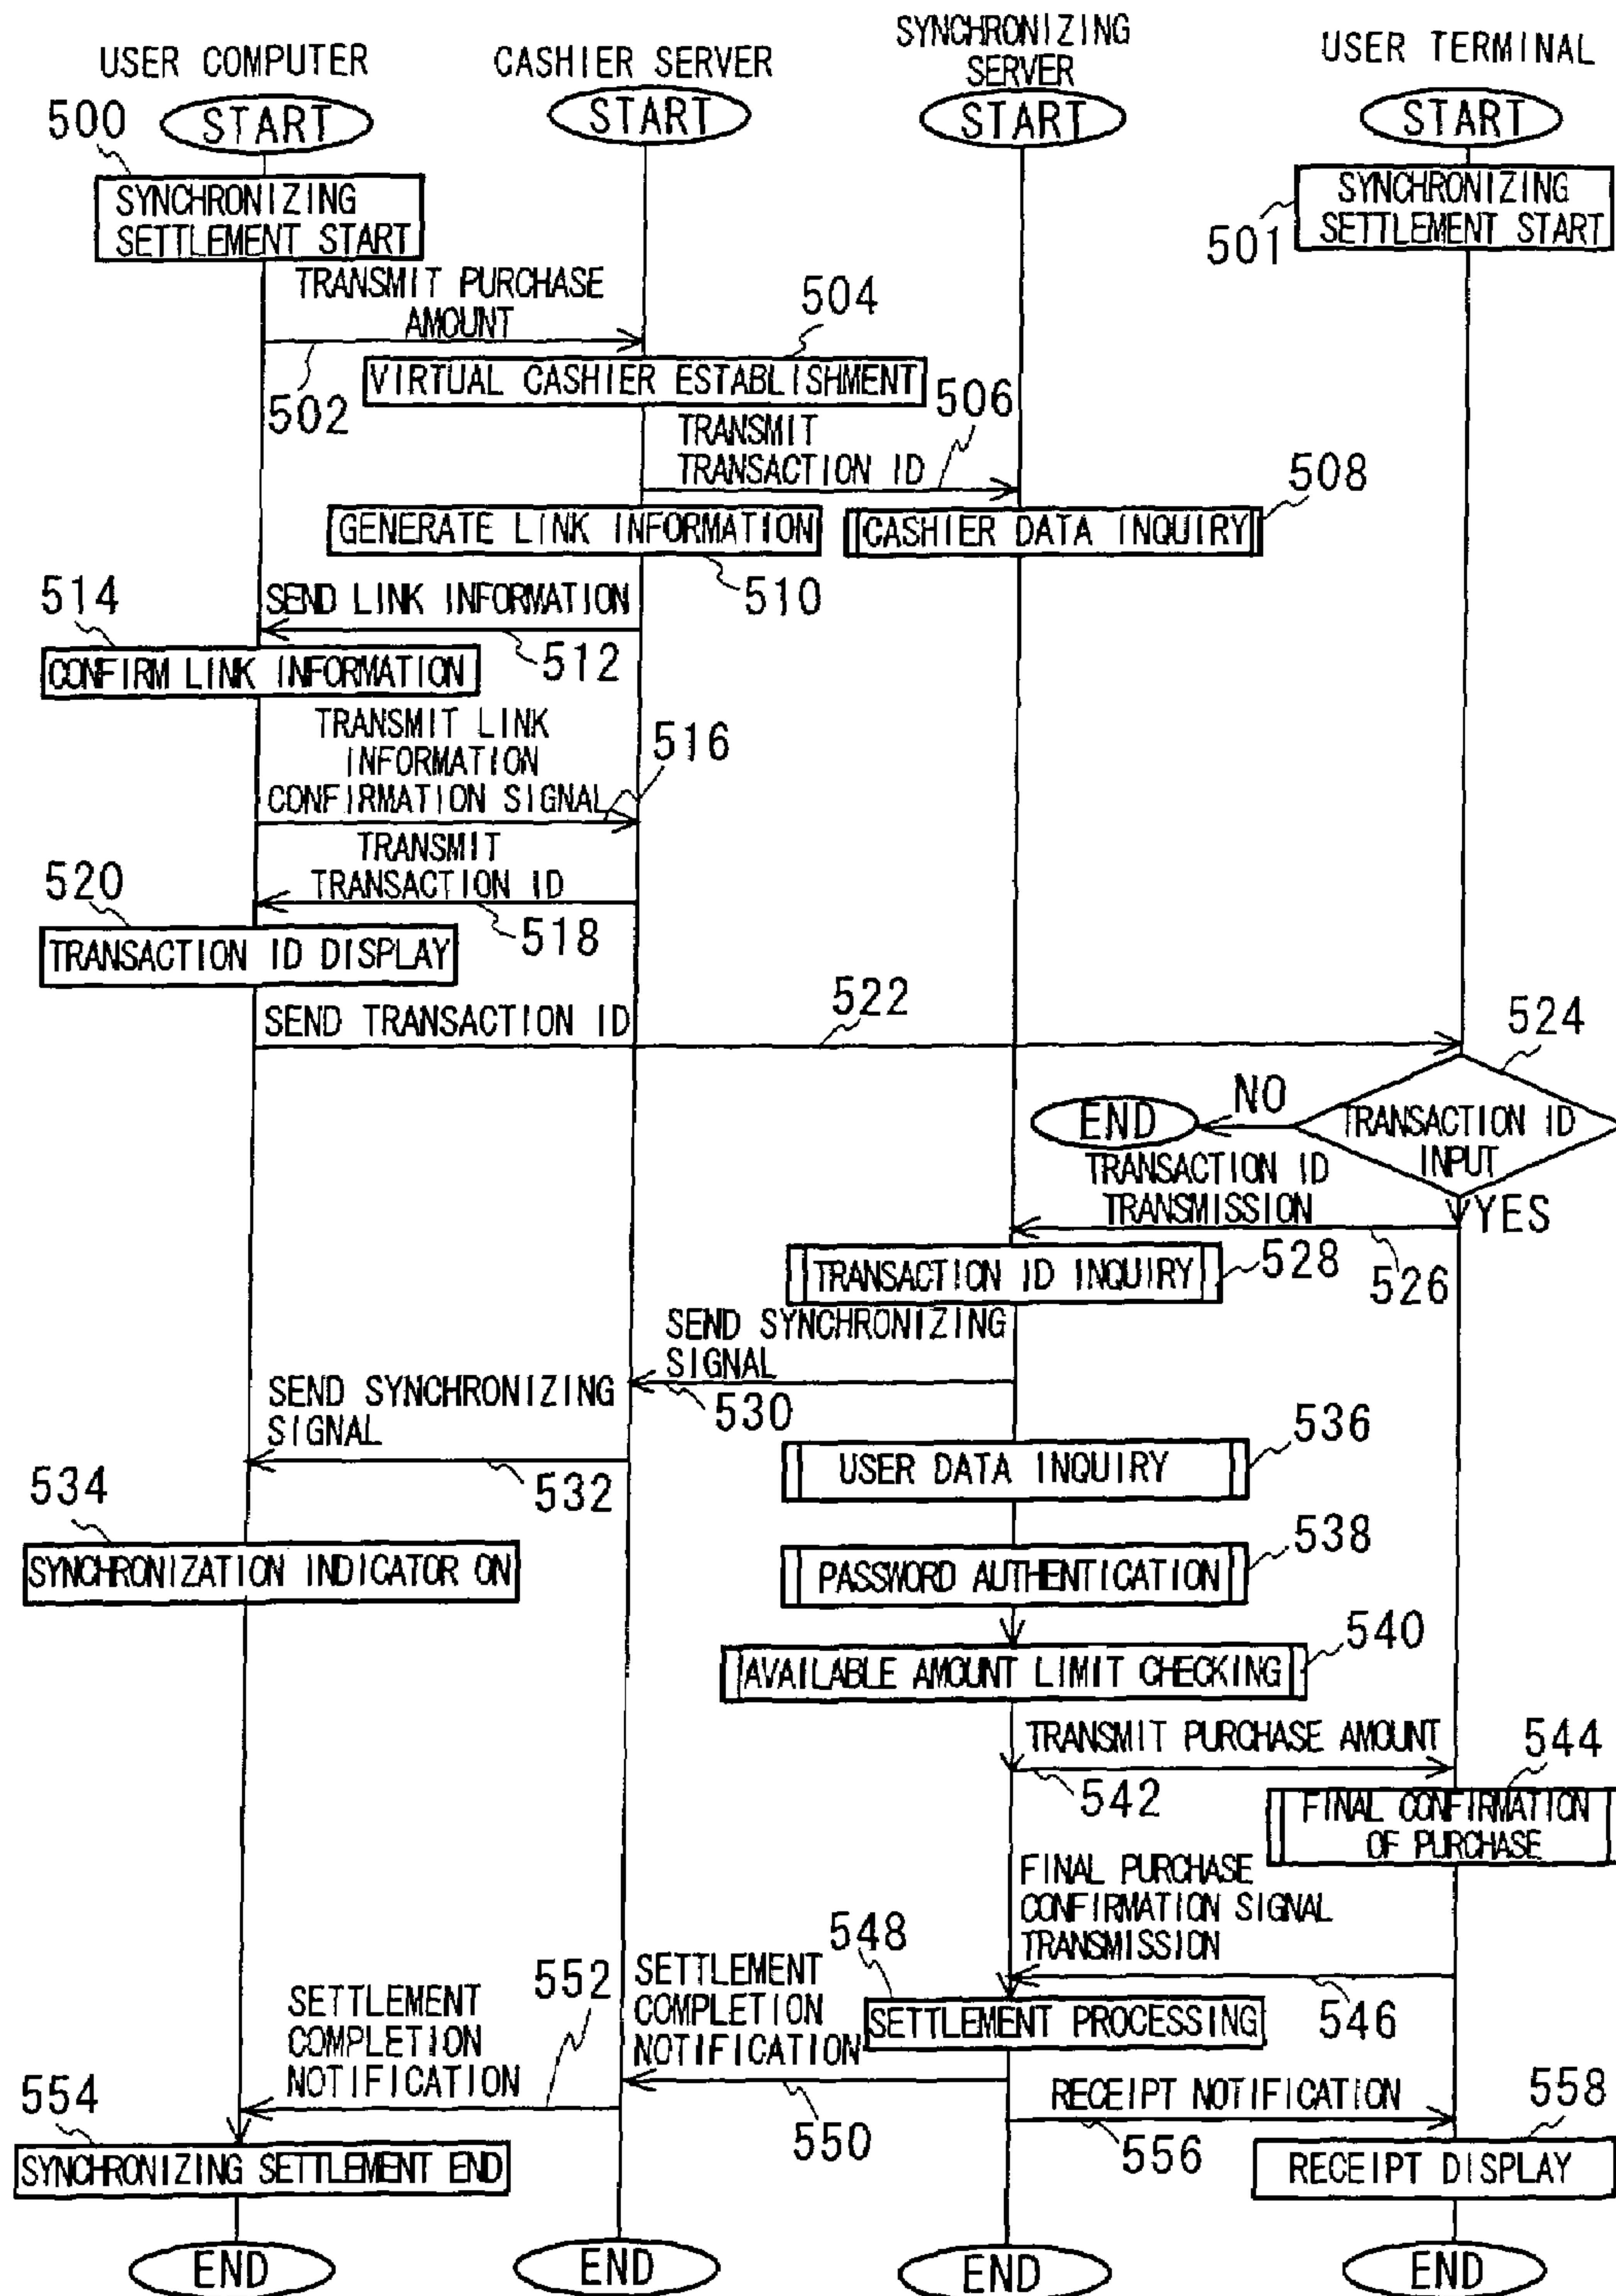 USER COMPUTER
CASHIER SERVER
SYNCHRONIZING
SERVER
USER TERMINAL
START
START
START
START
500
SYNCHRONIZING
SETTLEMENT START
501
SYNCHRONIZING
SETTLEMENT START
TRANSMIT PURCHASE
AMOUNT
502
504
VIRTUAL CASHIER ESTABLISHMENT
506
TRANSMIT
TRANSACTION ID
508
GENERATE LINK INFORMATION
CASHIER DATA INQUIRY
510
514
SEND LINK INFORMATION
512
CONFIRM LINK INFORMATION
TRANSMIT LINK
INFORMATION
CONFIRMATION SIGNAL
516
TRANSMIT
TRANSACTION ID
518
520
TRANSACTION ID DISPLAY
SEND TRANSACTION ID
522
524
TRANSACTION ID
INPUT
NO
END
YES
TRANSACTION ID
TRANSMISSION
526
TRANSACTION ID INQUIRY
528
SEND SYNCHRONIZING
SIGNAL
530
SEND SYNCHRONIZING
SIGNAL
532
534
536
USER DATA INQUIRY
538
SYNCHRONIZATION INDICATOR ON
PASSWORD AUTHENTICATION
540
AVAILABLE AMOUNT LIMIT CHECKING
TRANSMIT PURCHASE AMOUNT
542
544
FINAL CONFIRMATION
OF PURCHASE
FINAL PURCHASE
CONFIRMATION SIGNAL
TRANSMISSION
546
548
SETTLEMENT PROCESSING
SETTLEMENT
COMPLETION
NOTIFICATION
550
552
SETTLEMENT
COMPLETION
NOTIFICATION
554
RECEIPT NOTIFICATION
556
558
SYNCHRONIZING SETTLEMENT END
RECEIPT DISPLAY
END
END
END
END